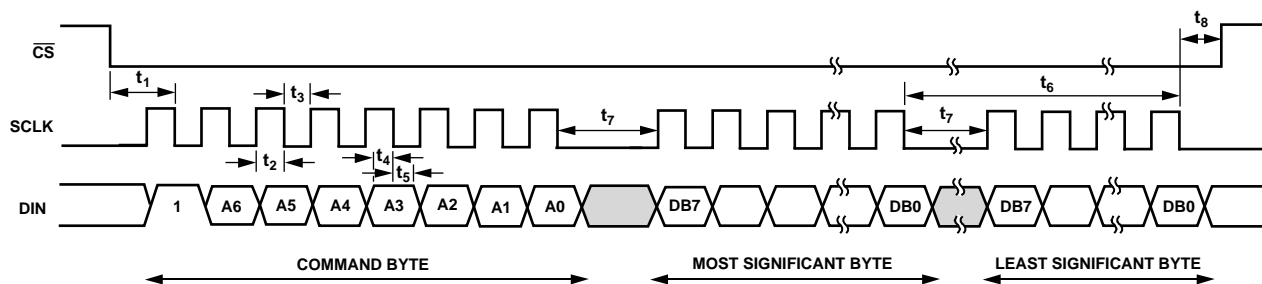 t8
CS
t1
t3
t6
SCLK
t7
t7
t2
t4
t5
DIN
1 A6 A5 A4 A3 A2 A1 A0 DB7 DB0 DB7 DB0
COMMAND BYTE MOST SIGNIFICANT BYTE LEAST SIGNIFICANT BYTE